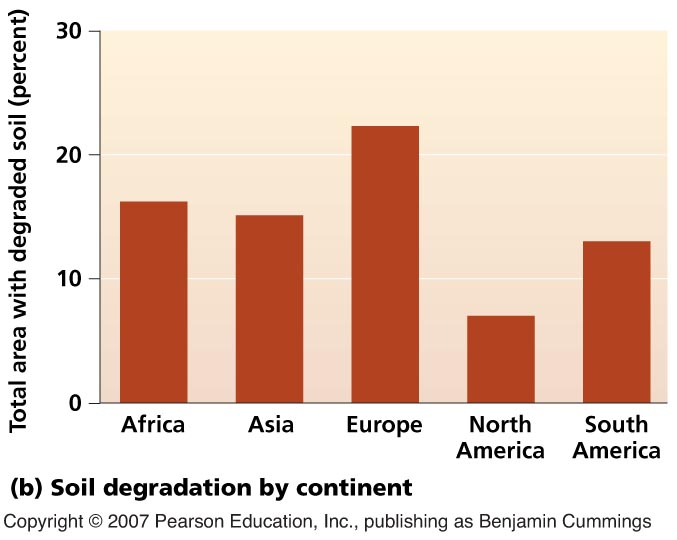 Total area with degraded soil (percent)
30
20
10
0
Africa
Asia
Europe
North
America
South
America
(b) Soil degradation by continent
Copyright © 2007 Pearson Education, Inc., publishing as Benjamin Cummings